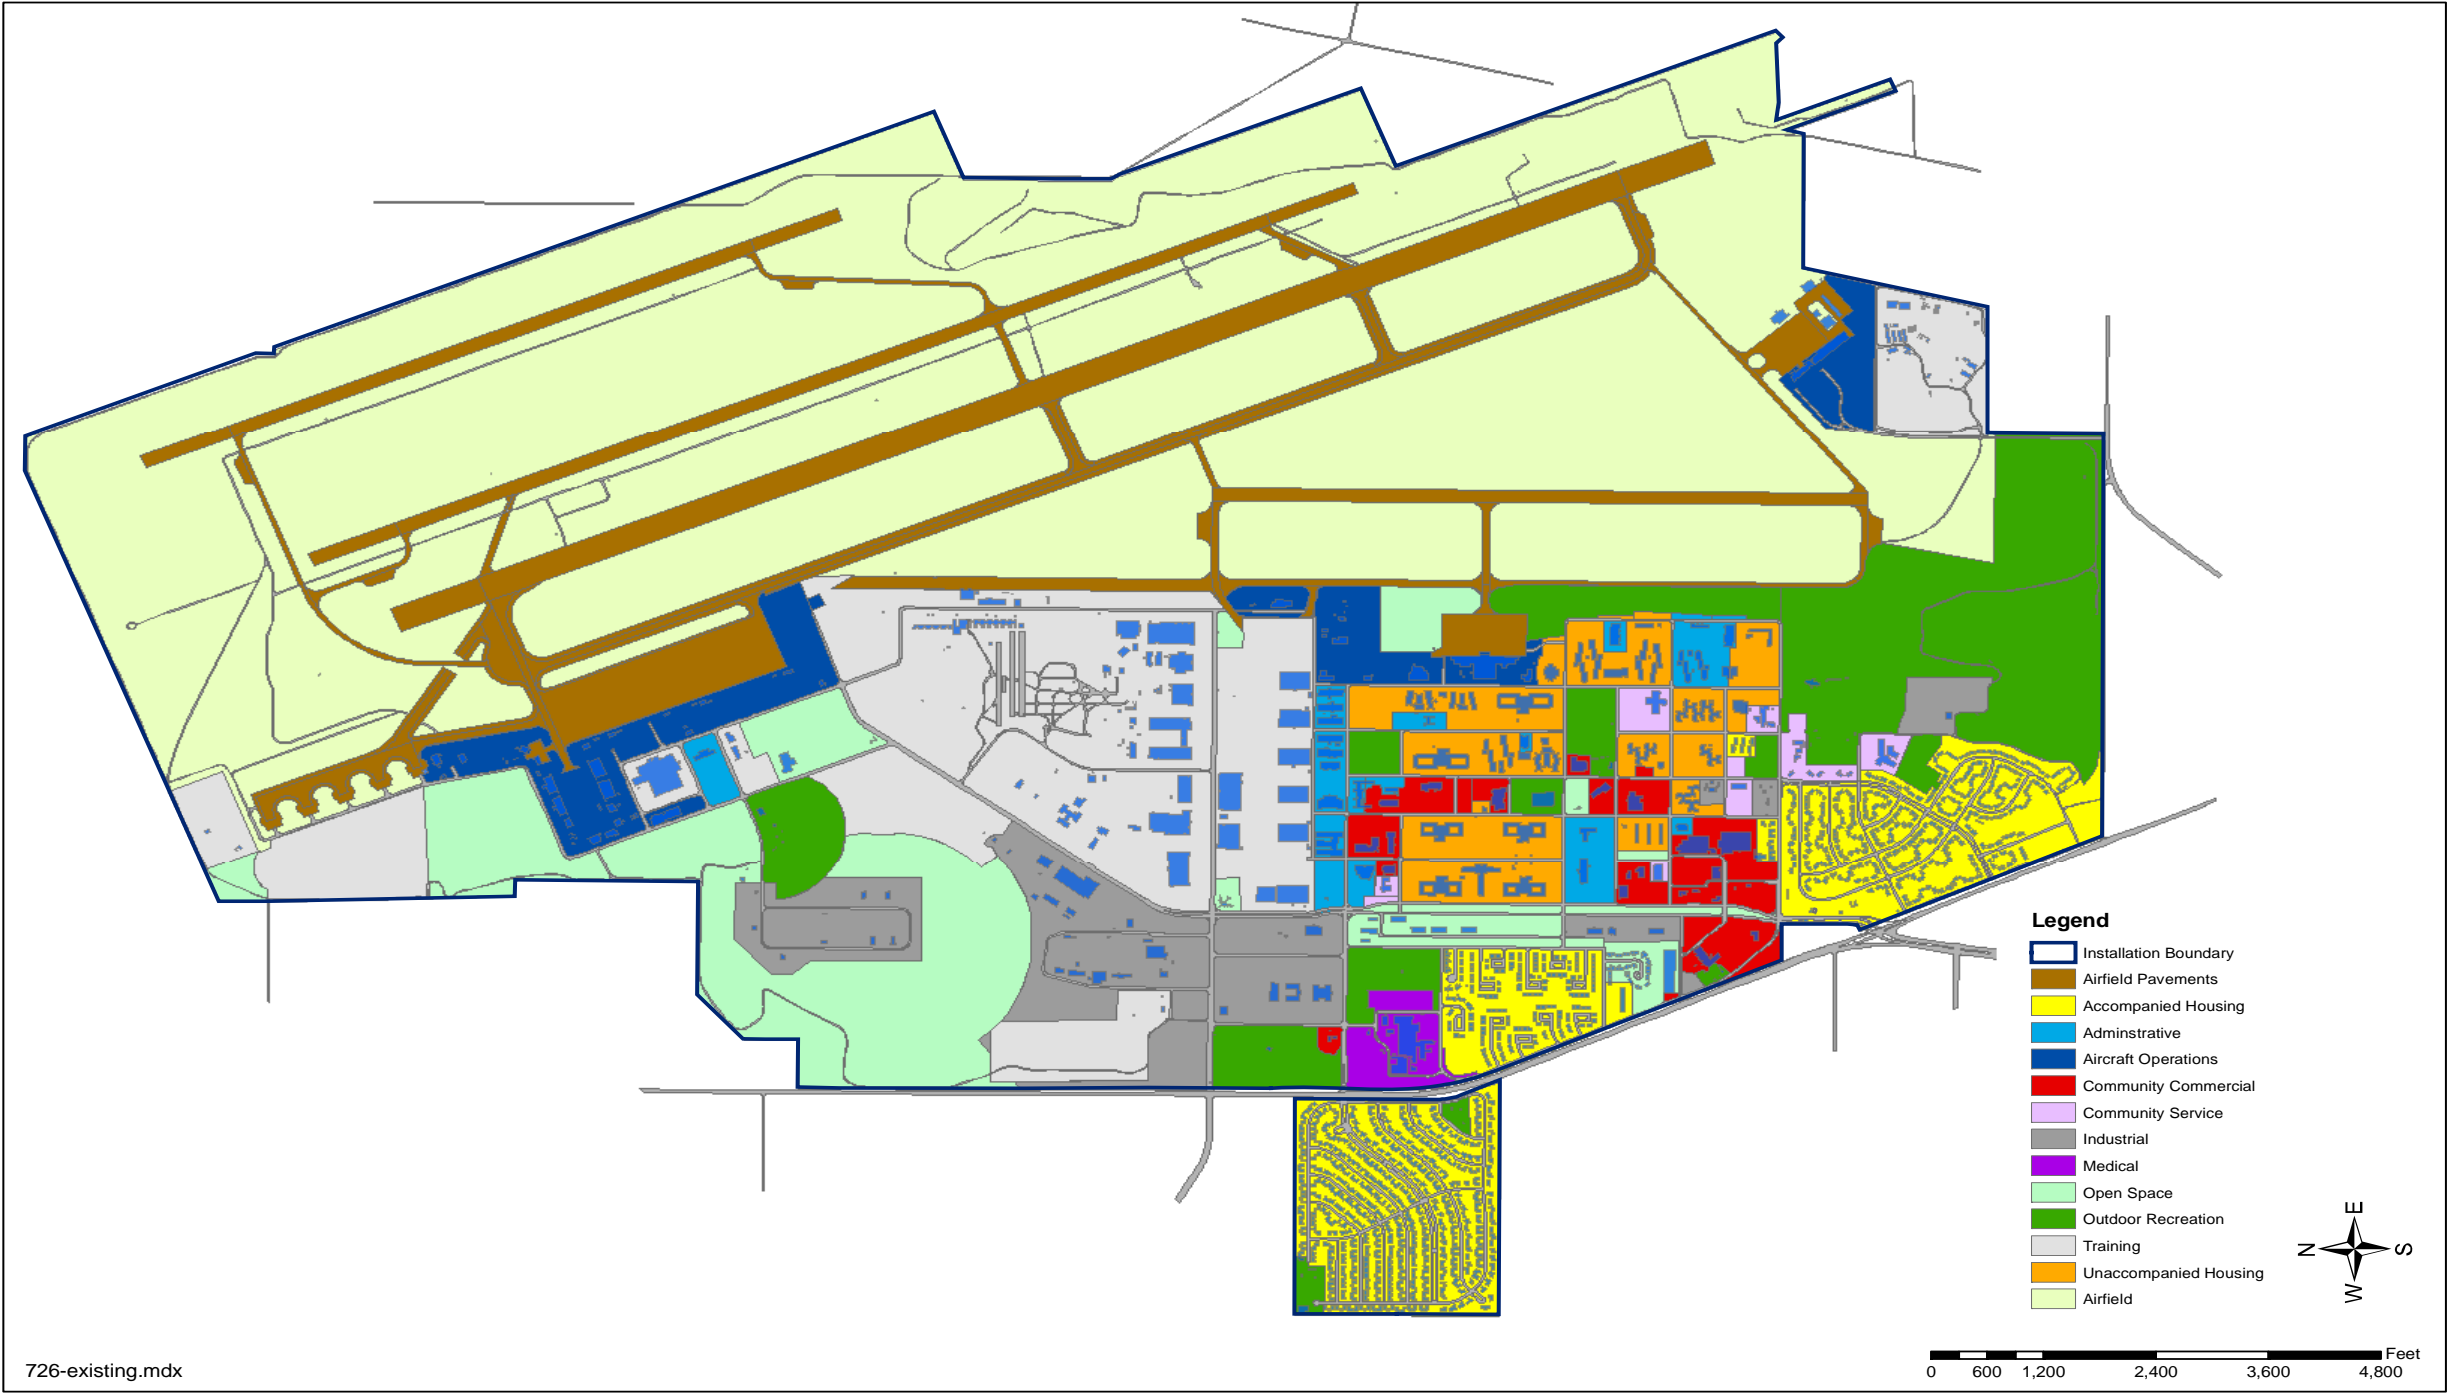 Legend
Installation Boundary
Airfield Pavements
Accompanied Housing
Adminstrative
Aircraft Operations
Community Commercial
Community Service
Industrial
Medical
Open Space
Outdoor Recreation
Training
Unaccompanied Housing
Airfield
E
N S
W
Feet
0 600 1,200 2,400 3,600 4,800
726-existing.mdx